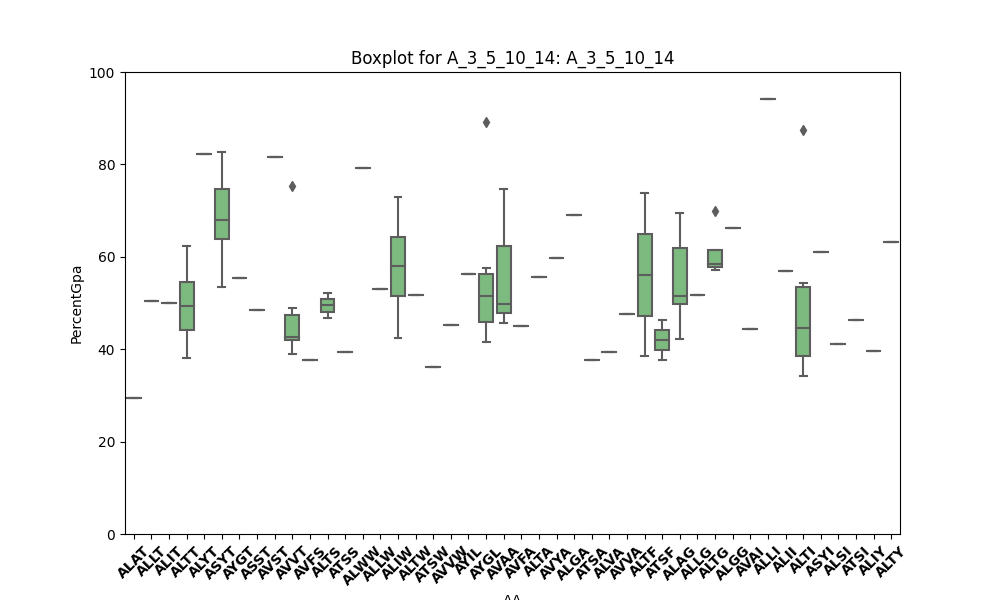 Boxplot for A_3_5_10_14: A_3_5_10_14
PercentGpa
100
80
60
40
20
0
ALAT
ALLT
ALIT
ALTT
ALYT
ASYT
AYGT
ASST
AVST
AVVT
AVFS
ALTS
ATSS
ALWW
ALLW
ALIW
ALTW
ATSW
AVVW
AYIL
AYGL
AVAA
AVFA
ALTA
AVYA
ALGA
ATSA
ALVA
AVVA
ALTF
ATSF
ALAG
ALLG
ALTG
ALGG
AVAI
ALLI
ALII
ALTI
ASYI
ALSI
ATSI
ALIY
ALTY